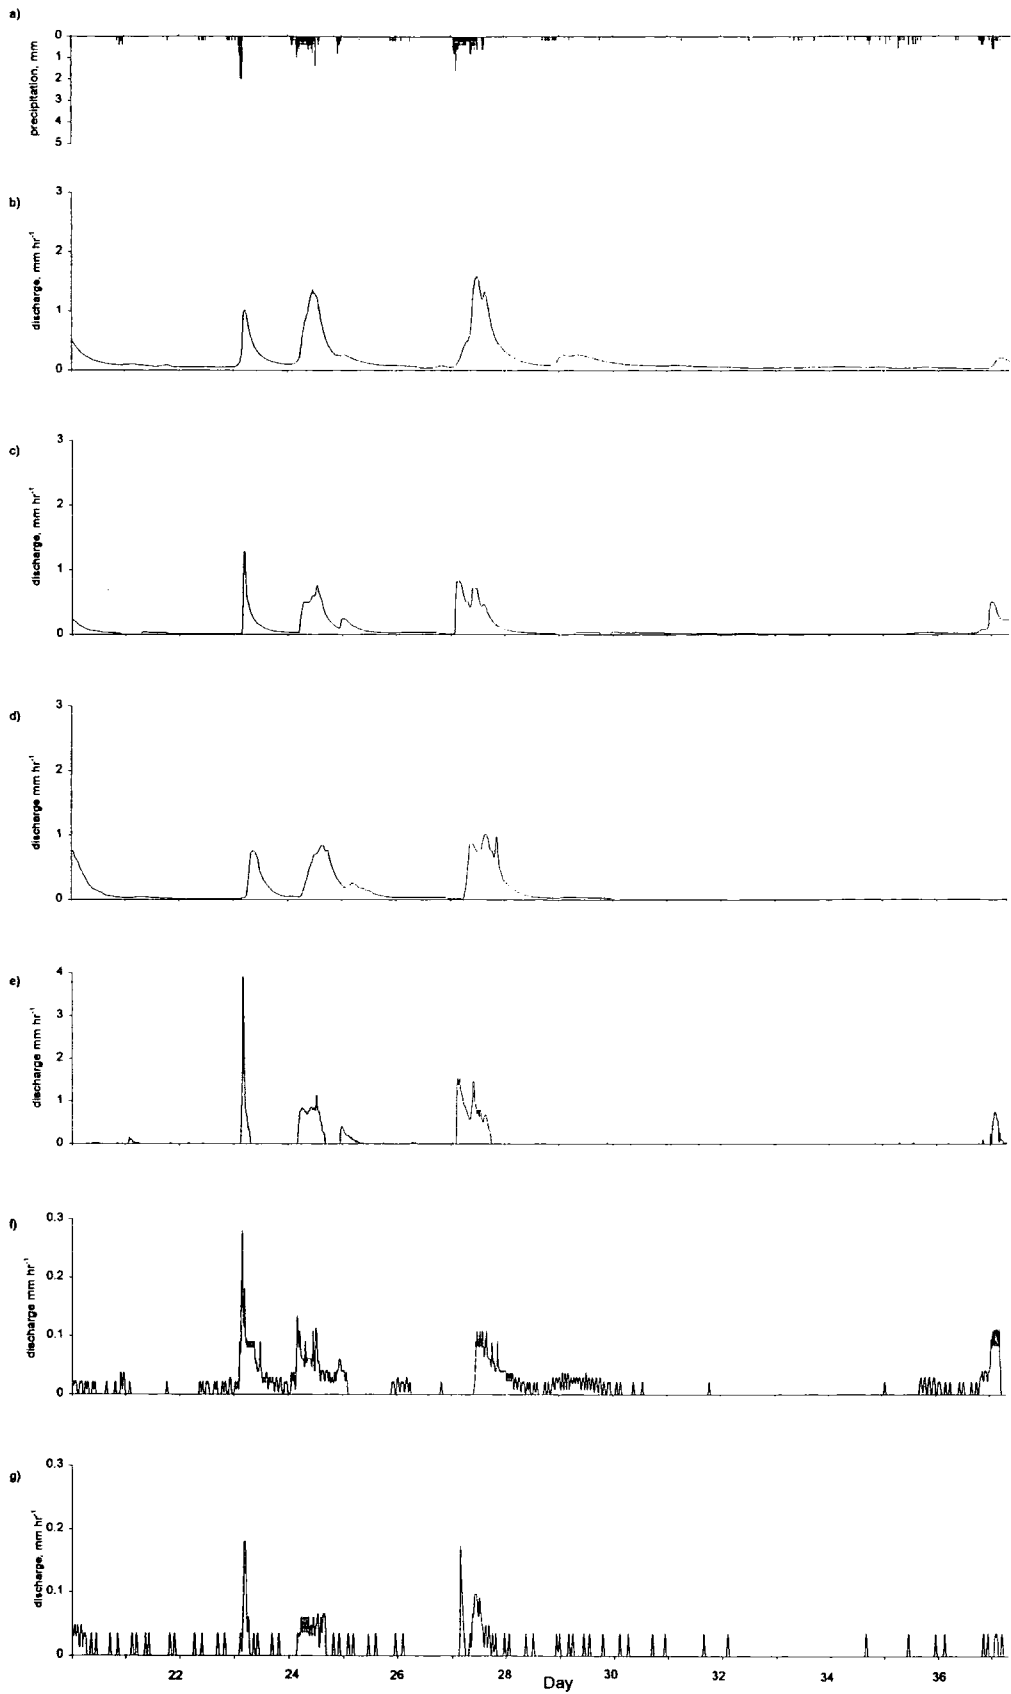 a)
precipitation, mm
0
1
2
3
4
5
b)
discharge, mm hr⁻¹
3
2
1
0
c)
discharge, mm hr⁻¹
3
2
1
0
d)
discharge mm hr⁻¹
3
2
1
0
e)
discharge mm hr⁻¹
4
3
2
1
0
f)
discharge mm hr⁻¹
0.3
0.2
0.1
0
g)
discharge, mm hr⁻¹
0.3
0.2
0.1
0
22 24 26 28 30 32 34 36
Day